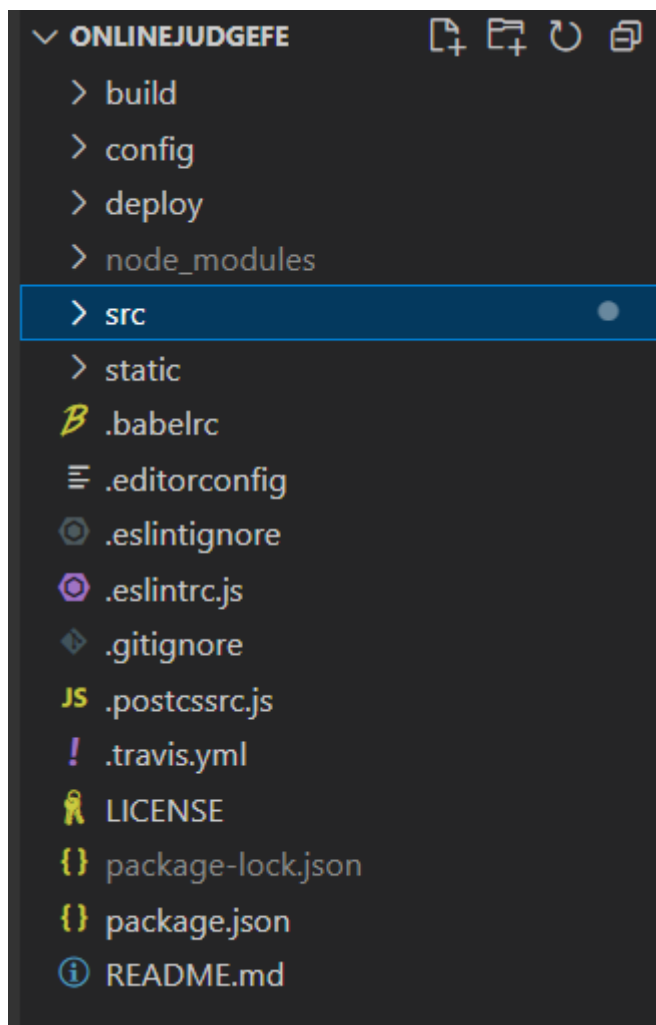 ONLINEJUDGEFE
build
config
deploy
node_modules
src
static
.babelrc
.editorconfig
.eslintignore
.eslintrc.js
.gitignore
JS .postcssrc.js
! .travis.yml
LICENSE
{} package-lock.json
{} package.json
README.md